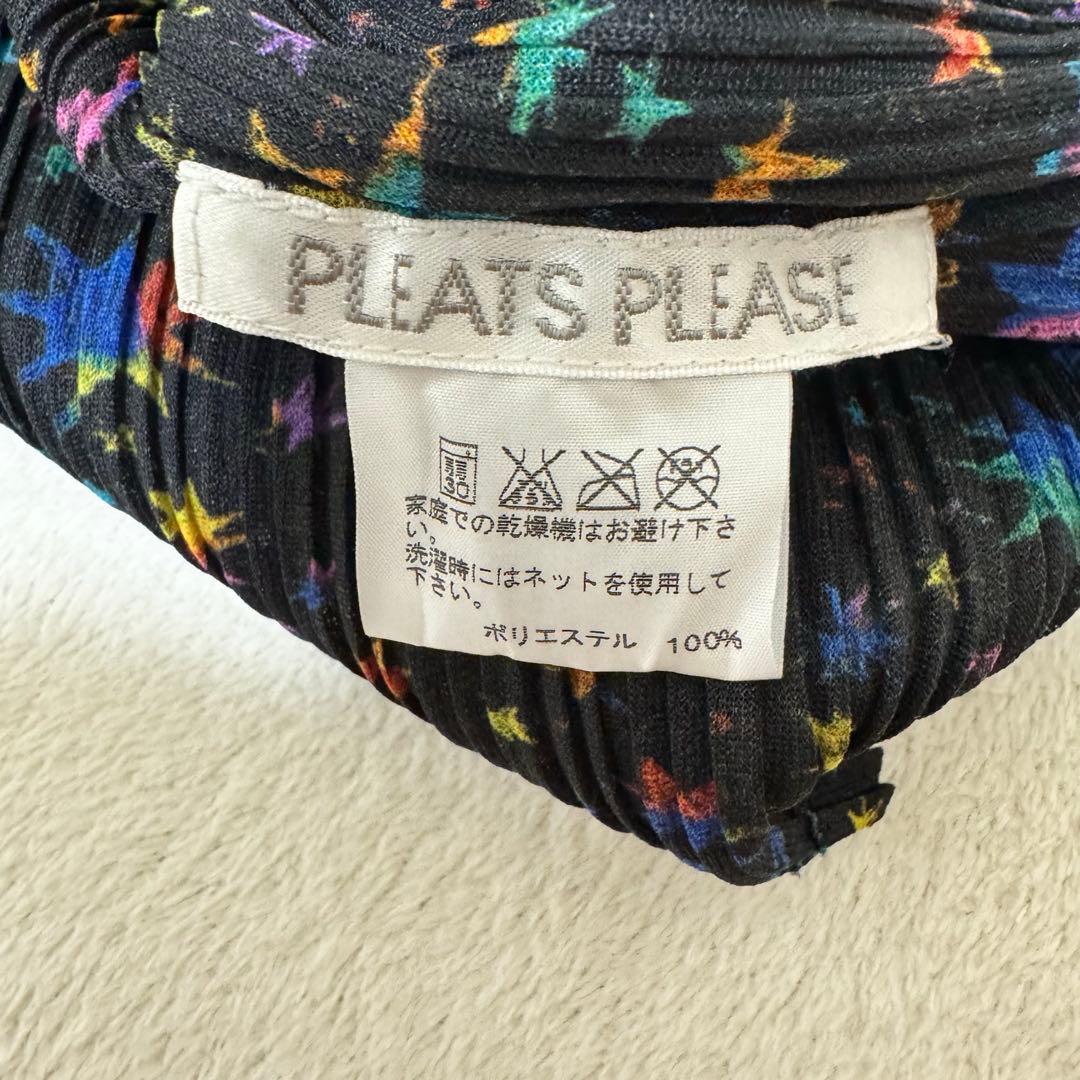 PLEATS PLEASE
30
家庭での乾燥機はお避け下さ
い。
洗濯時にはネットを使用して
下さい。
ポリエステル 100%